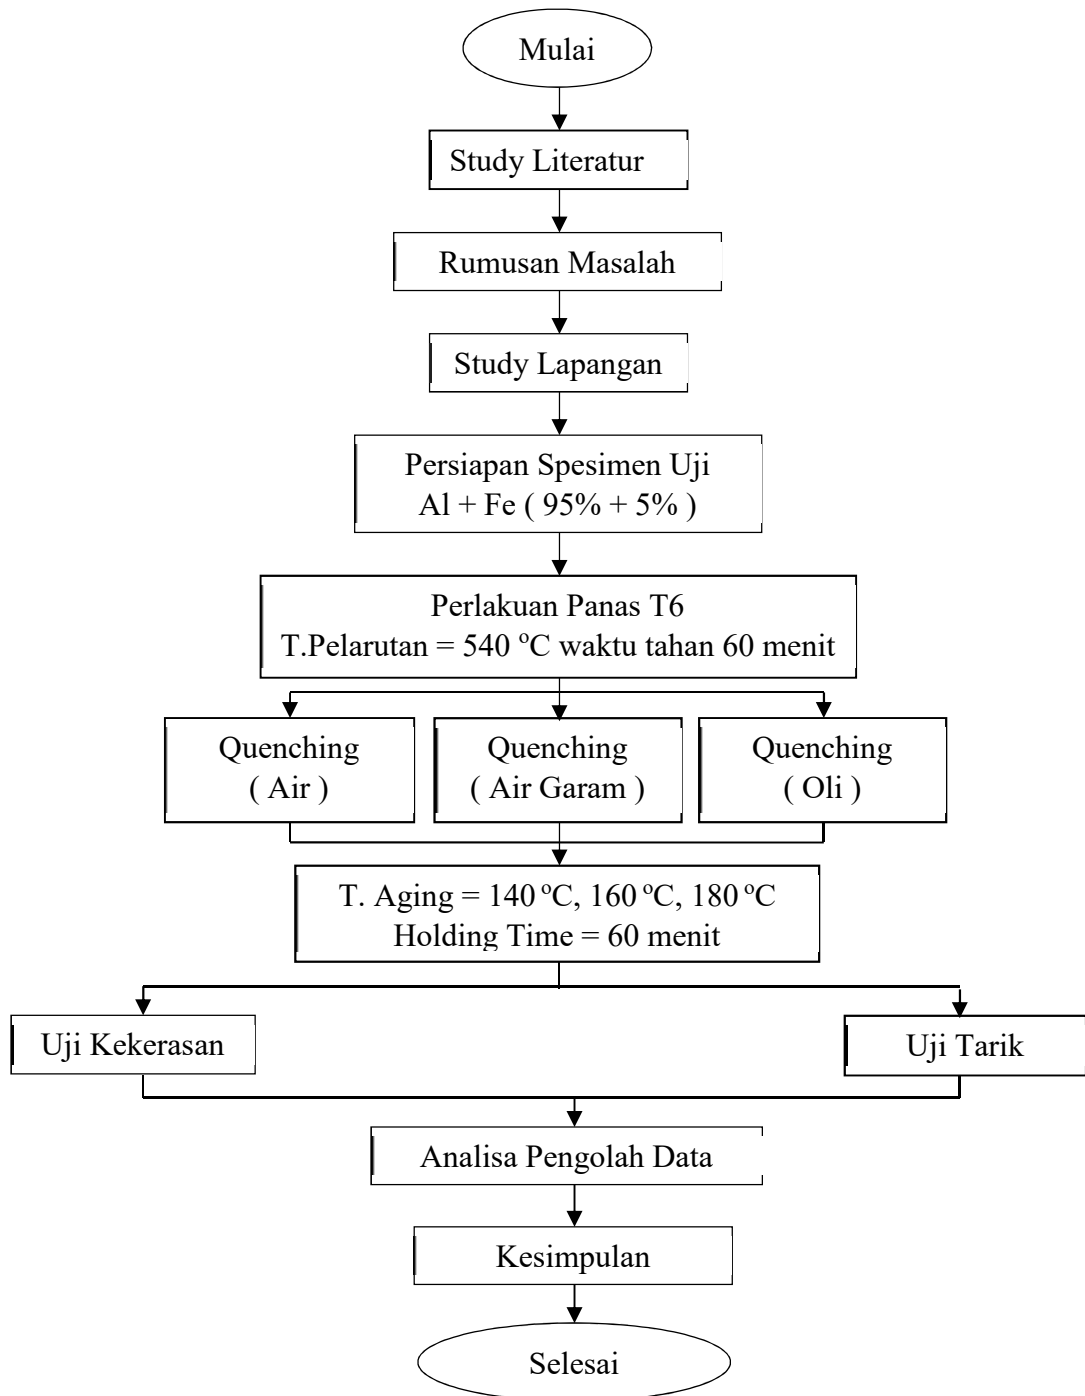 Mulai
Study Literatur
Rumusan Masalah
Study Lapangan
Persiapan Spesimen Uji
Al + Fe ( 95% + 5% )
Perlakuan Panas T6
T.Pelarutan = 540 ºC waktu tahan 60 menit
Quenching
( Air )
Quenching
( Air Garam )
Quenching
( Oli )
T. Aging = 140 ºC, 160 ºC, 180 ºC
Holding Time = 60 menit
Uji Kekerasan
Uji Tarik
Analisa Pengolah Data
Kesimpulan
Selesai